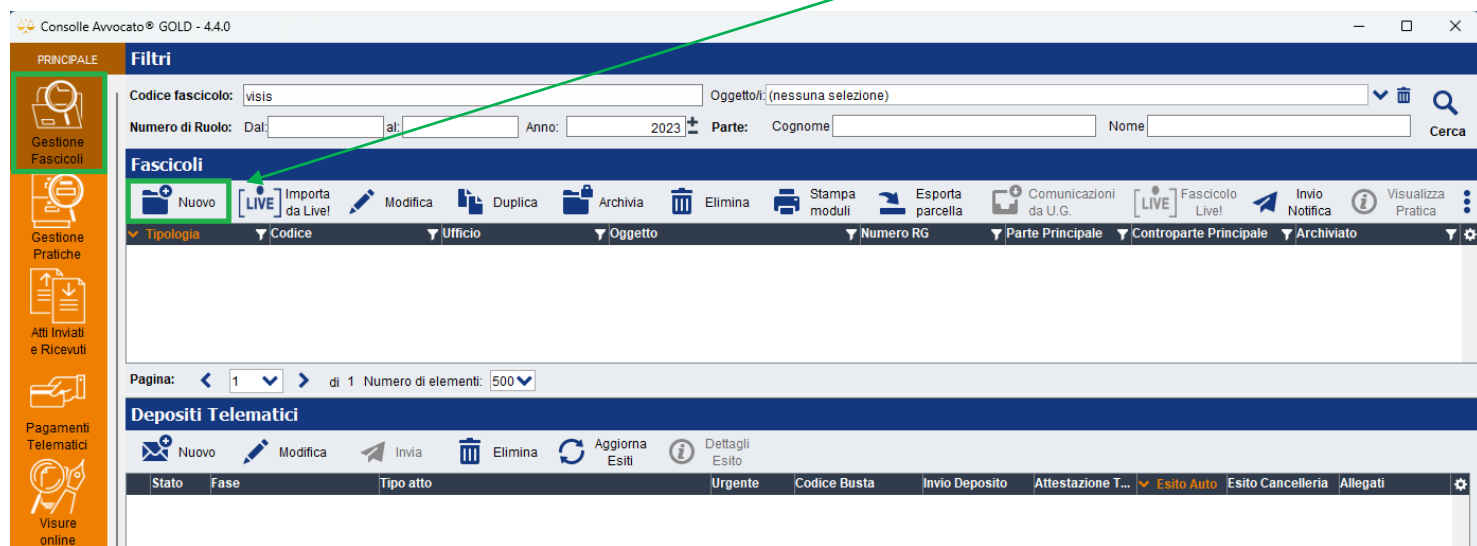 Consolle Avvocato® GOLD - 4.4.0
PRINCIPALE
Gestione
Fascicoli
Gestione
Pratiche
Atti Inviati
e Ricevuti
Pagamenti
Telematici
Visure
online
Filtri
Codice fascicolo: visis Oggetto/i: (nessuna selezione)
Numero di Ruolo: Dal: al: Anno: 2023 Parte: Cognome Nome
Cerca
Fascicoli
Nuovo LIVE Importa da Live! Modifica Duplica Archivia Elimina Stampa moduli Esporta parcella Comunicazioni da U.G. LIVE Fascicolo Live! Invio Notifica Visualizza Pratica
Tipologia Codice Ufficio Oggetto Numero RG Parte Principale Controparte Principale Archiviato
Pagina: 1 di 1 Numero di elementi: 500
Depositi Telematici
Nuovo Modifica Invia Elimina Aggiorna Esiti Dettagli Esito
Stato Fase Tipo atto Urgente Codice Busta Invio Deposito Attestazione T... Esito Auto Esito Cancelleria Allegati